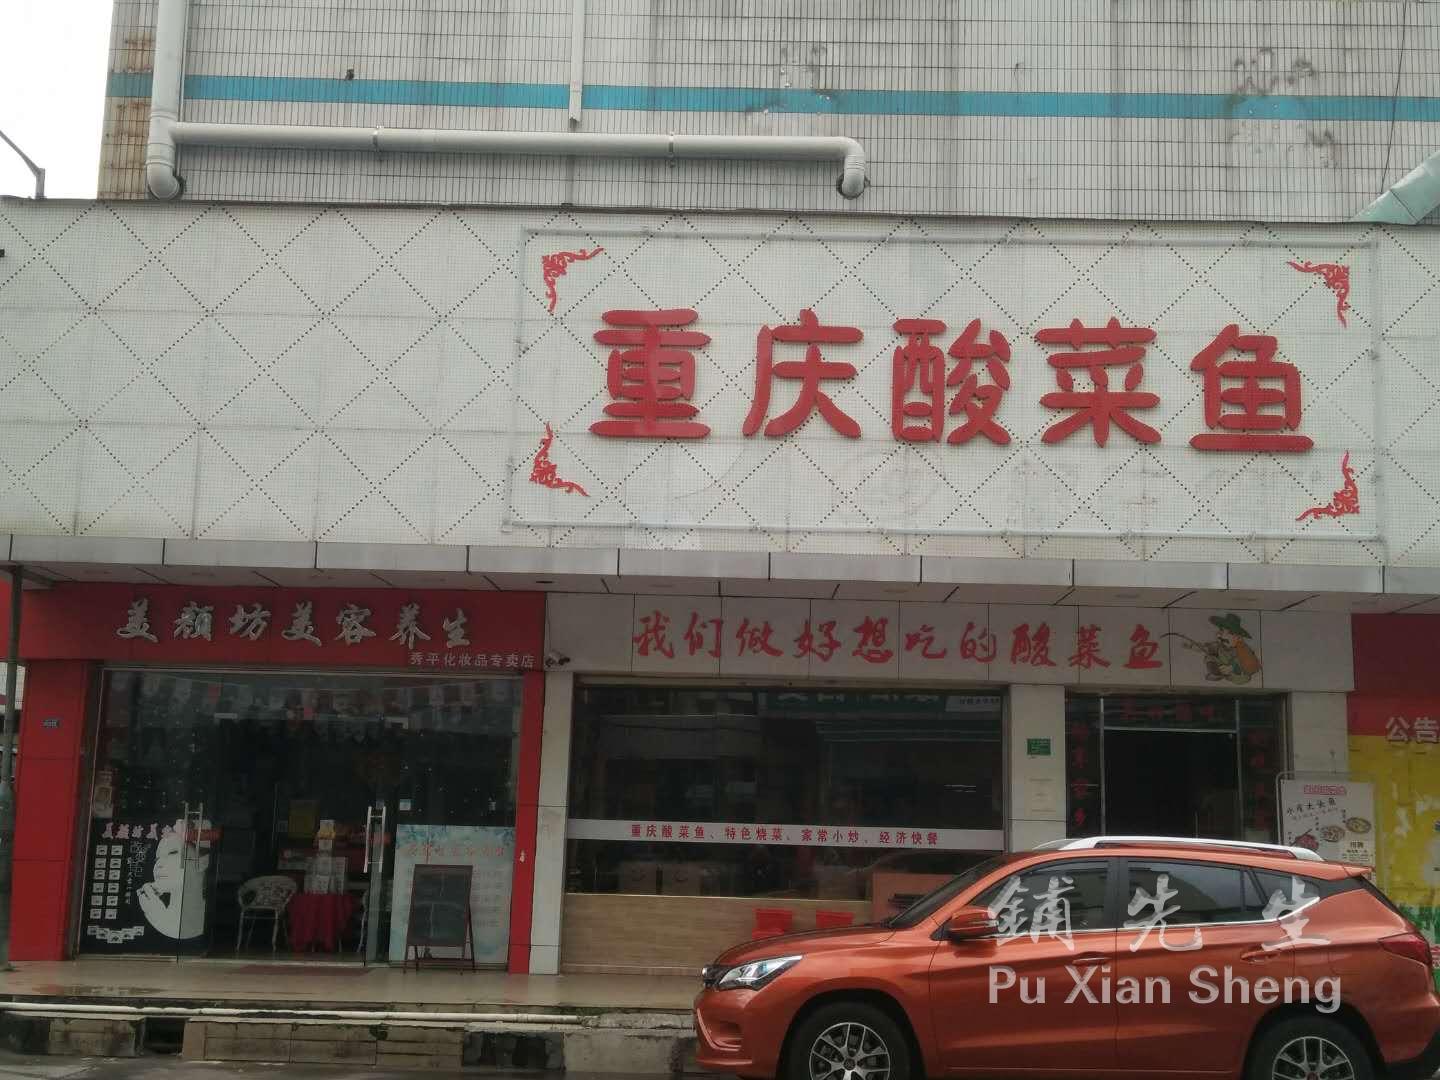 重庆酸菜鱼
美颜坊美容养生
秀平化妆品专卖店
我们做好想吃的酸菜鱼
重庆酸菜鱼、特色烧菜、家常小炒、经济快餐
公告
招聘
鋪先生
Pu Xian Sheng